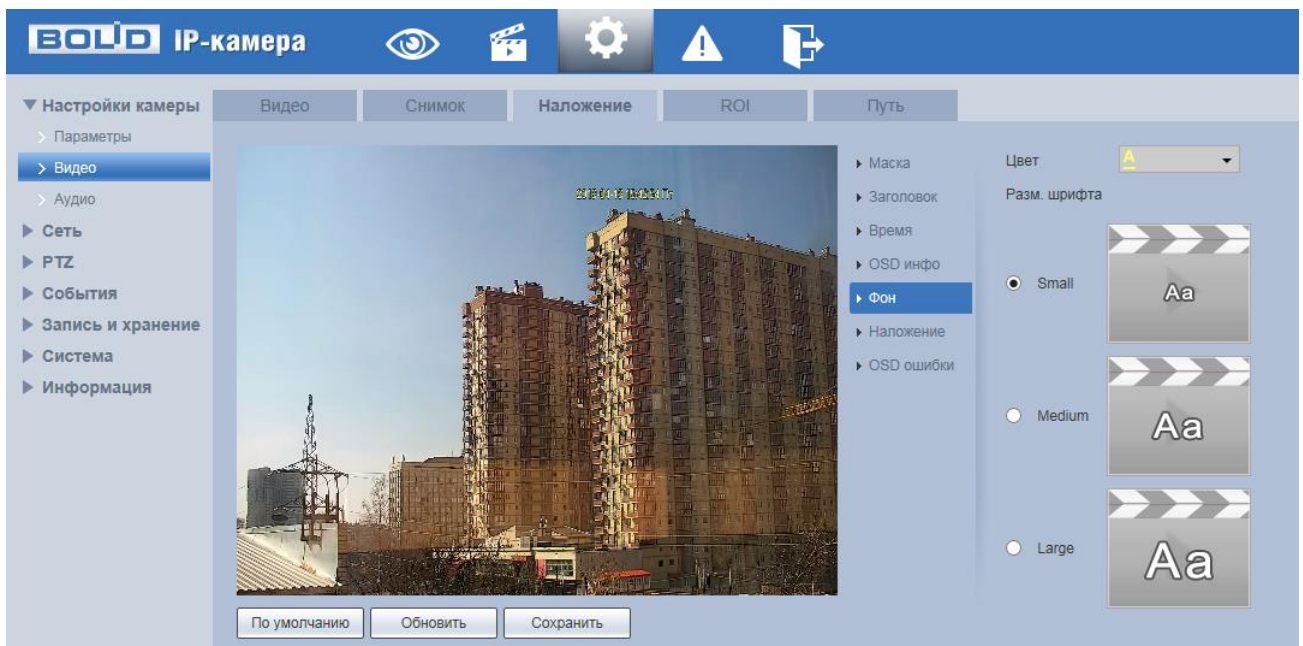 BOLID IP-камера
Настройки камеры
Параметры
Видео
Аудио
Сеть
PTZ
События
Запись и хранение
Система
Информация
Видео Снимок Наложение ROI Путь
Маска
Заголовок
Время
OSD инфо
Фон
Наложение
OSD ошибки
Цвет A
Разм. шрифта
Small Aa
Medium Aa
Large Aa
По умолчанию Обновить Сохранить